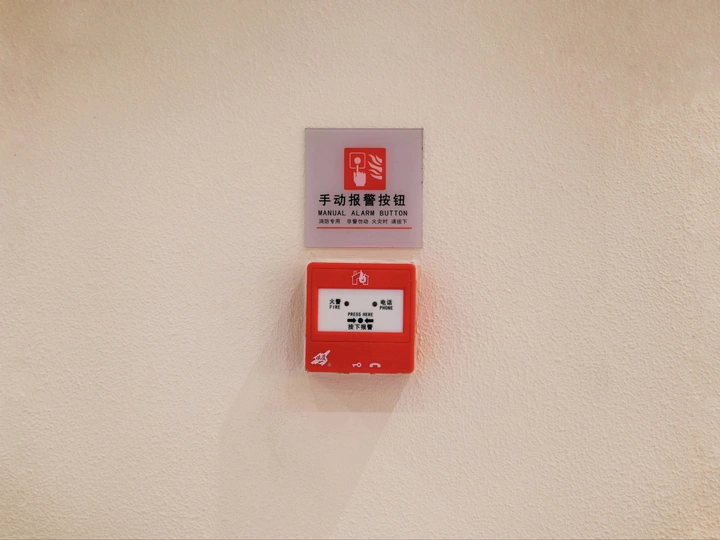 手动报警按钮
MANUAL ALARM BUTTON
消防专用 非警勿动 火灾时 请按下
火警 电话
FIRE PHONE
PRESS HERE
按下报警